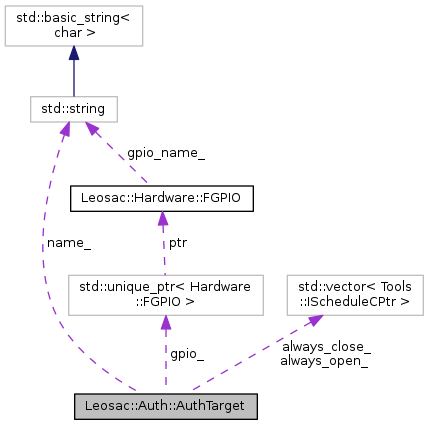 std::basic_string<
char >
std::string
gpio_name_
Leosac::Hardware::FGPIO
name_
ptr
std::unique_ptr< Hardware
::FGPIO >
std::vector< Tools
::IScheduleCPtr >
gpio_
always_close_
always_open_
Leosac::Auth::AuthTarget